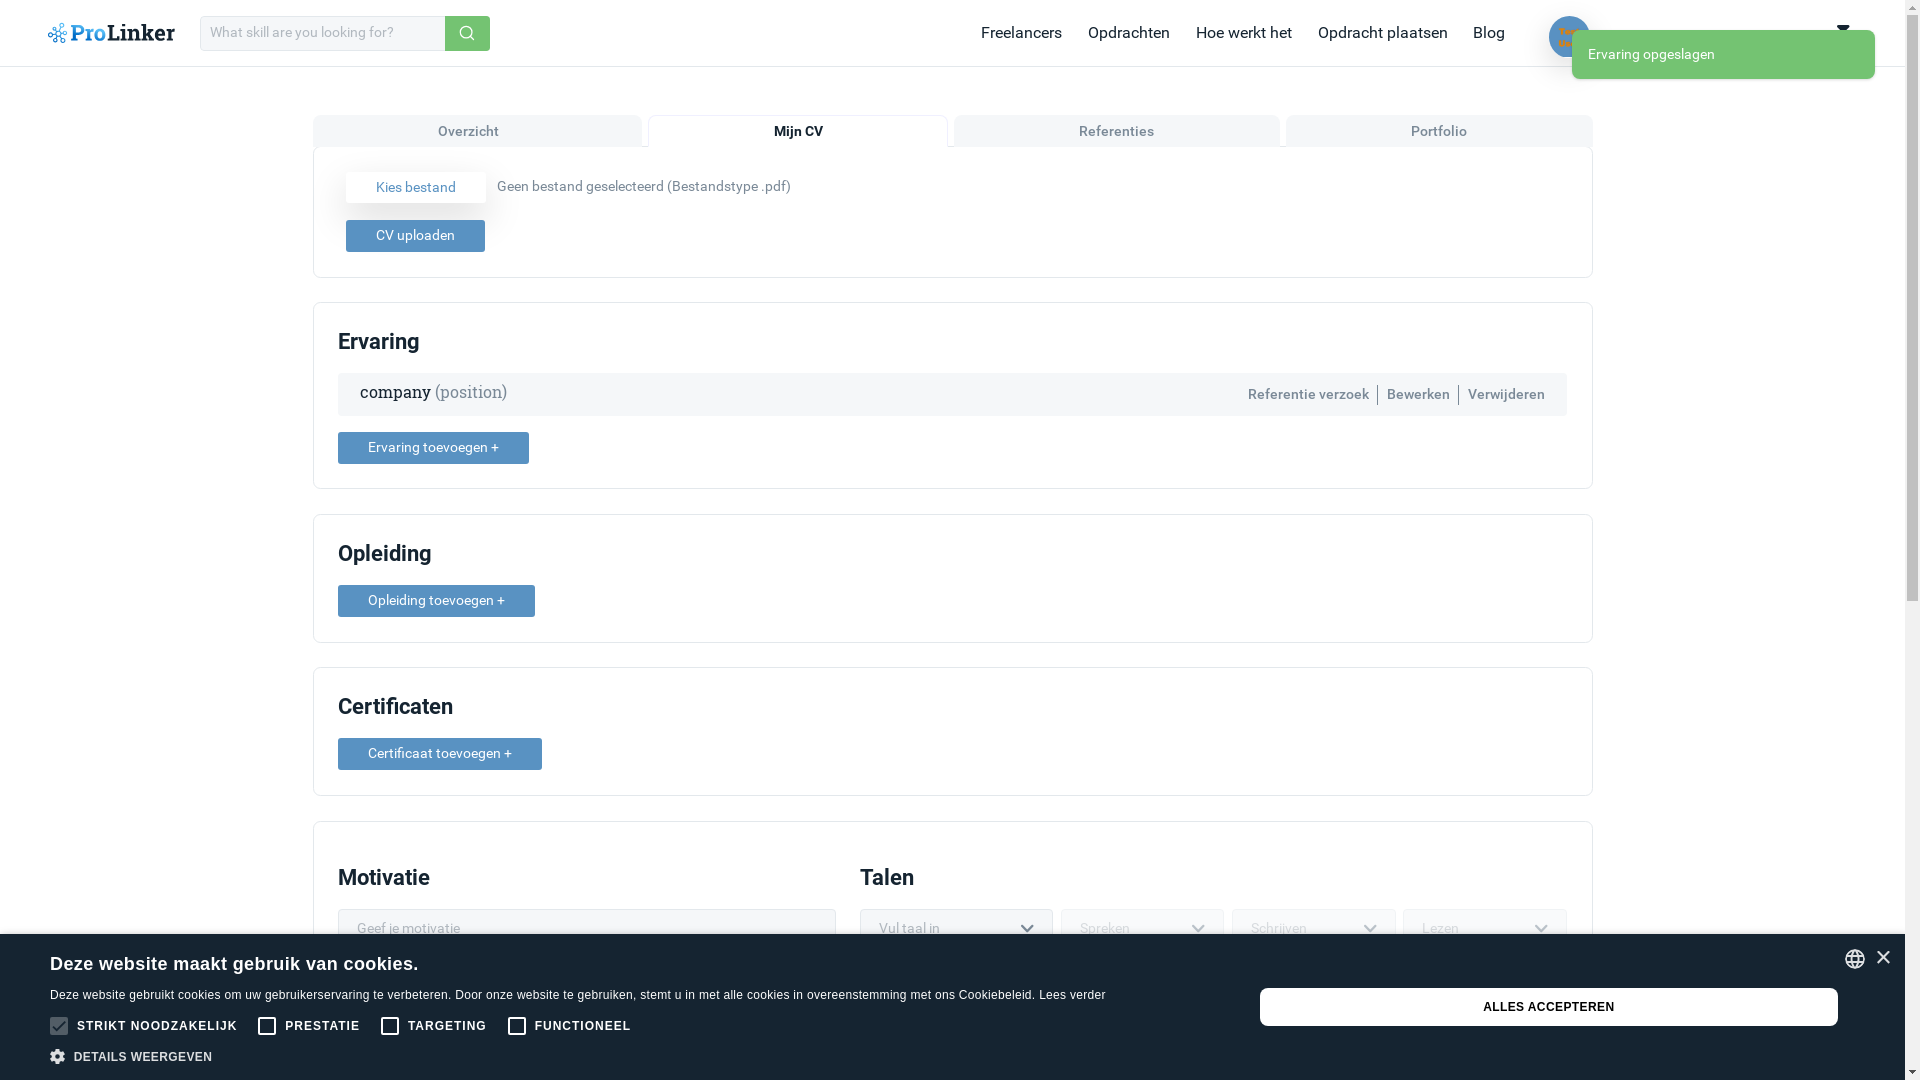 ProLinker
What skill are you looking for?
Freelancers
Opdrachten
Hoe werkt het
Opdracht plaatsen
Blog
Ervaring opgeslagen
Overzicht
Mijn CV
Referenties
Portfolio
Kies bestand
Geen bestand geselecteerd (Bestandstype .pdf)
CV uploaden
Ervaring
company (position)
Referentie verzoek
Bewerken
Verwijderen
Ervaring toevoegen +
Opleiding
Opleiding toevoegen +
Certificaten
Certificaat toevoegen +
Motivatie
Talen
Geef je motivatie
Vul taal in
Spreken
Schrijven
Lezen
Deze website maakt gebruik van cookies.
Deze website gebruikt cookies om uw gebruikerservaring te verbeteren. Door onze website te gebruiken, stemt u in met alle cookies in overeenstemming met ons Cookiebeleid. Lees verder
STRIKT NOODZAKELIJK
PRESTATIE
TARGETING
FUNCTIONEEL
ALLES ACCEPTEREN
DETAILS WEERGEVEN